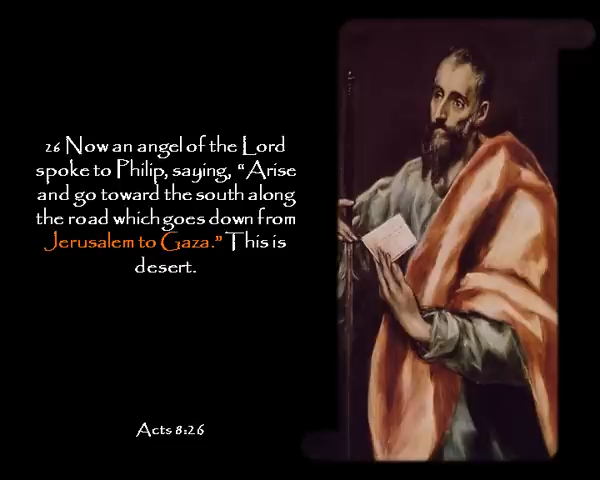 26 Now an angel of the Lord
spoke to Philip, saying, “Arise
and go toward the south along
the road which goes down from
Jerusalem to Gaza.” This is
desert.
Acts 8:26